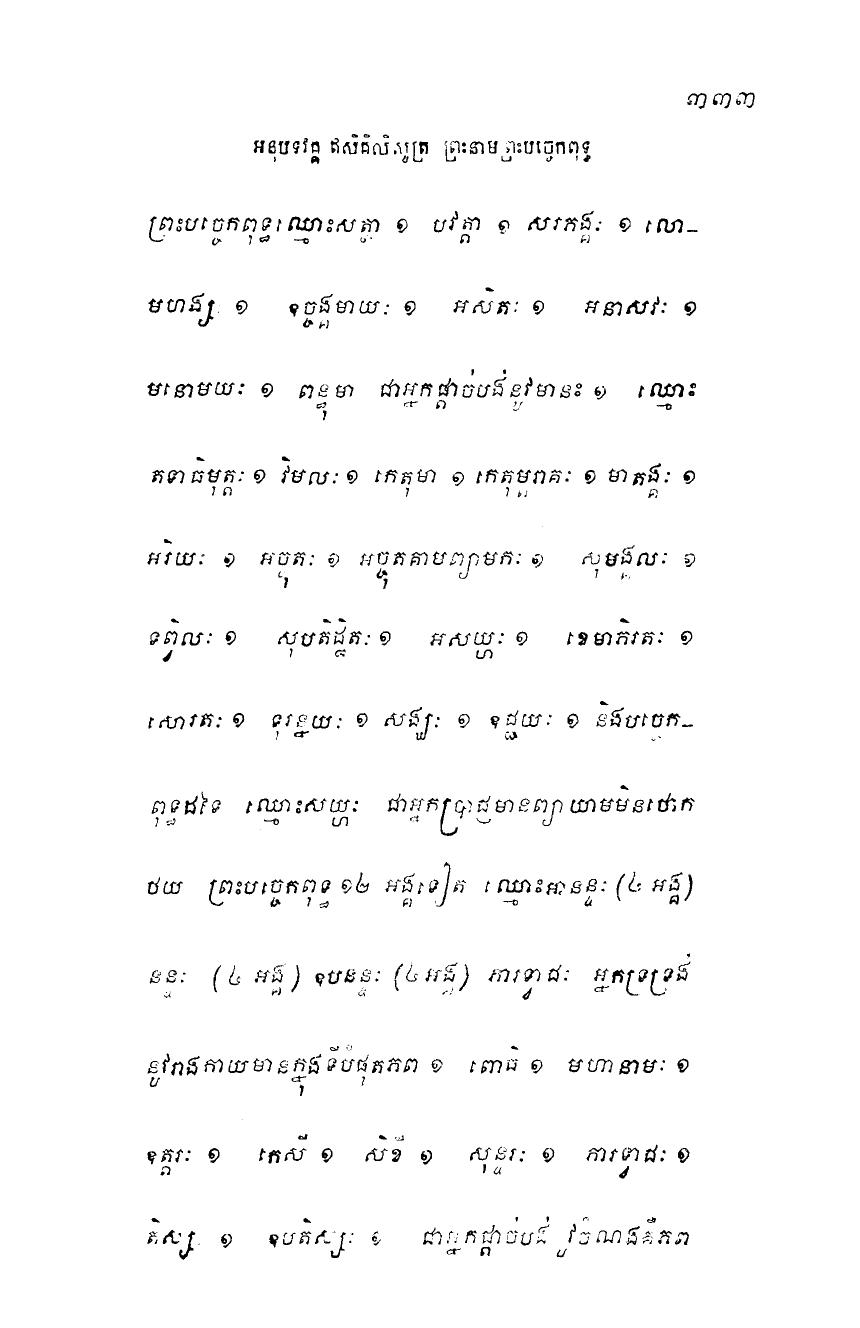 ៣៣៣
អនុបទវគ្គ ឥសិគិលិសូត្រ ព្រះនាមព្រះបច្ចេកពុទ្ធ
ព្រះបច្ចេកពុទ្ធឈ្មោះសត្ថា ១ បវត្តា ១ សរភង្គៈ ១ លោ-
មហង្សៈ ១ ឧច្ចង្គមាយៈ ១ អសិតៈ ១ អនាសវៈ ១
មនោមយៈ ១ ពន្ធុមា ជាអ្នកផ្តាច់បង់នូវមានះ ១ ឈ្មោះ
តទាធិមុត្តៈ ១ វិមលៈ ១ កេតុមា ១ កេតុម្ពរាគៈ ១ មាតង្គៈ ១
អរិយៈ ១ អច្ចុតៈ ១ អច្ចុតគាមព្យាមកៈ ១ សុមង្គលៈ ១
ទព្វិលៈ ១ សុបតិដ្ឋិតៈ ១ អសយ្ហៈ ១ ខេមាភិរតៈ ១
សោរតៈ ១ ទុរន្នយៈ ១ សង្ឃៈ ១ ឧជ្ជយៈ ១ និងបច្ចេក-
ពុទ្ធដទៃ ឈ្មោះសយ្ហៈ ជាអ្នកប្រាជ្ញមានព្យាយាមមិនថោក
ថយ ព្រះបច្ចេកពុទ្ធ ១២ អង្គទៀត ឈ្មោះអានន្ទៈ (៤ អង្គ)
នន្ទៈ (៤ អង្គ) ឧបនន្ទៈ (៤ អង្គ) ភារទ្វាជៈ អ្នកទ្រទ្រង់
នូវរាងកាយមានក្នុងទីបំផុតភព ១ ពោធិ ១ មហានាមៈ ១
ឧត្តរៈ ១ កេសី ១ សិខី ១ សុន្ទរៈ ១ ភារទ្វាជៈ ១
តិស្សៈ ១ ឧបតិស្សៈ ១ ជាអ្នកផ្តាច់បង់នូវចំណងគឺភព